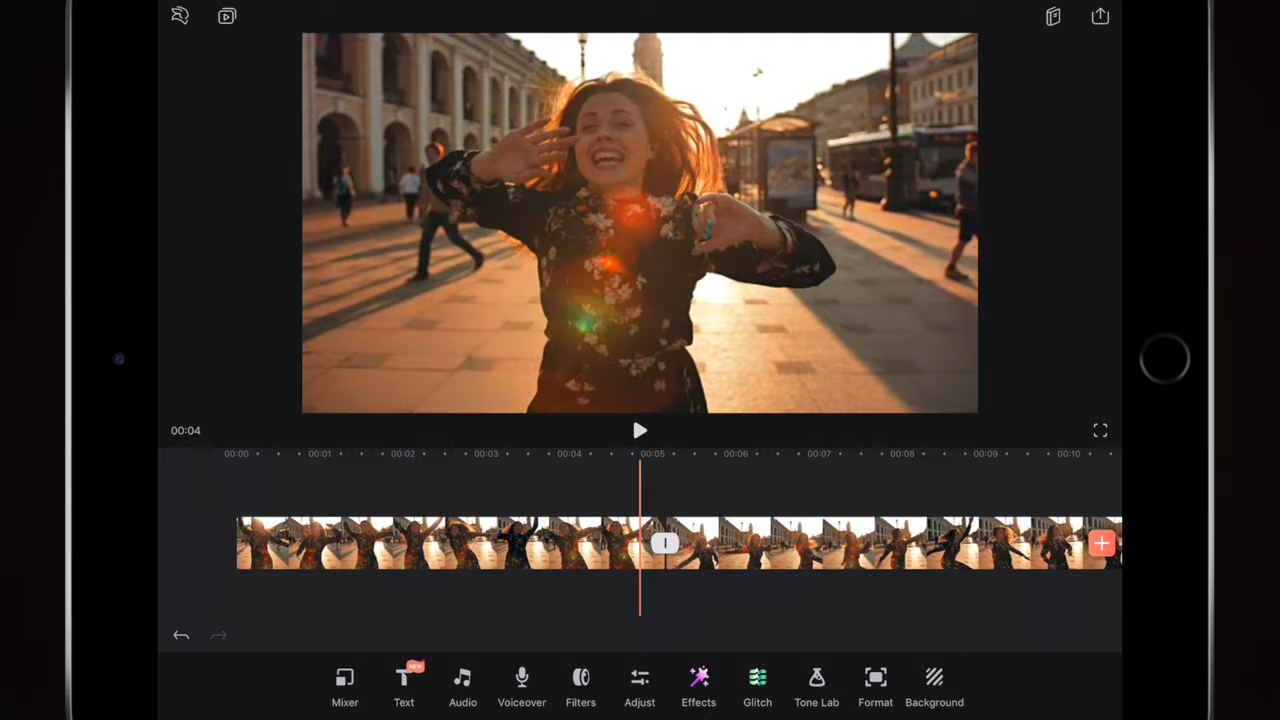 00:04
00:00 00:01 00:02 00:03 00:04 00:05 00:06 00:07 00:08 00:09 00:10
NEW
Mixer Text Audio Voiceover Filters Adjust Effects Glitch Tone Lab Format Background